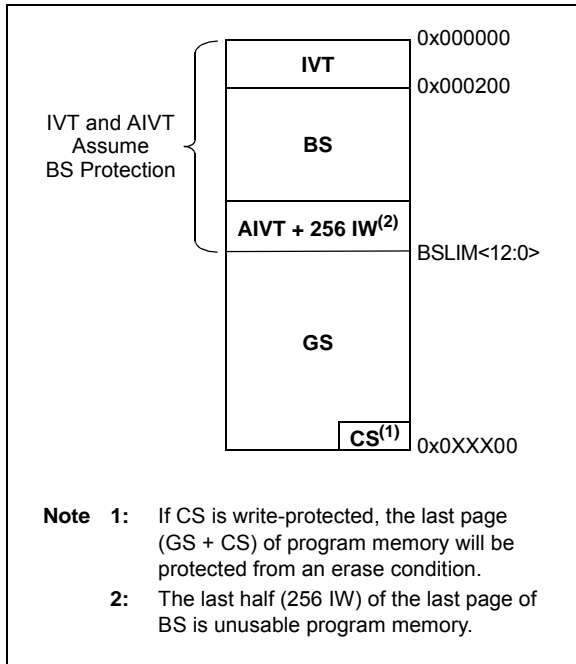 0x000000
IVT
0x000200
IVT and AIVT
Assume
BS Protection
BS
AIVT + 256 IW(2)
BSLIM<12:0>
GS
CS(1)
0x0XXX00
Note 1: If CS is write-protected, the last page
(GS + CS) of program memory will be
protected from an erase condition.
2: The last half (256 IW) of the last page of
BS is unusable program memory.